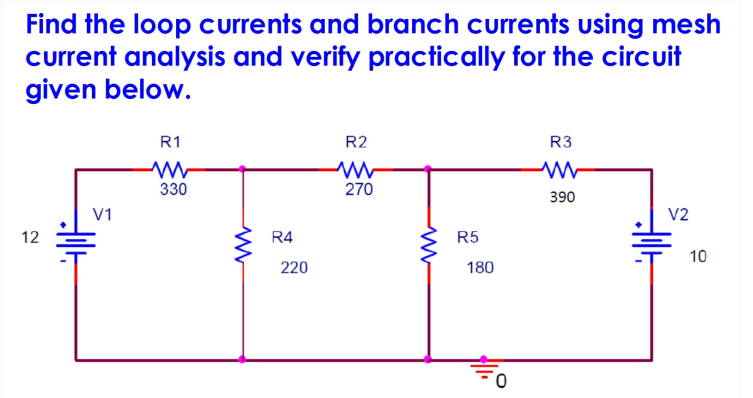 Find the loop currents and branch currents using mesh
current analysis and verify practically for the circuit
given below.
R1
R2
R3
330
270
390
V1
V2
12
R4
R5
10
220
180
0